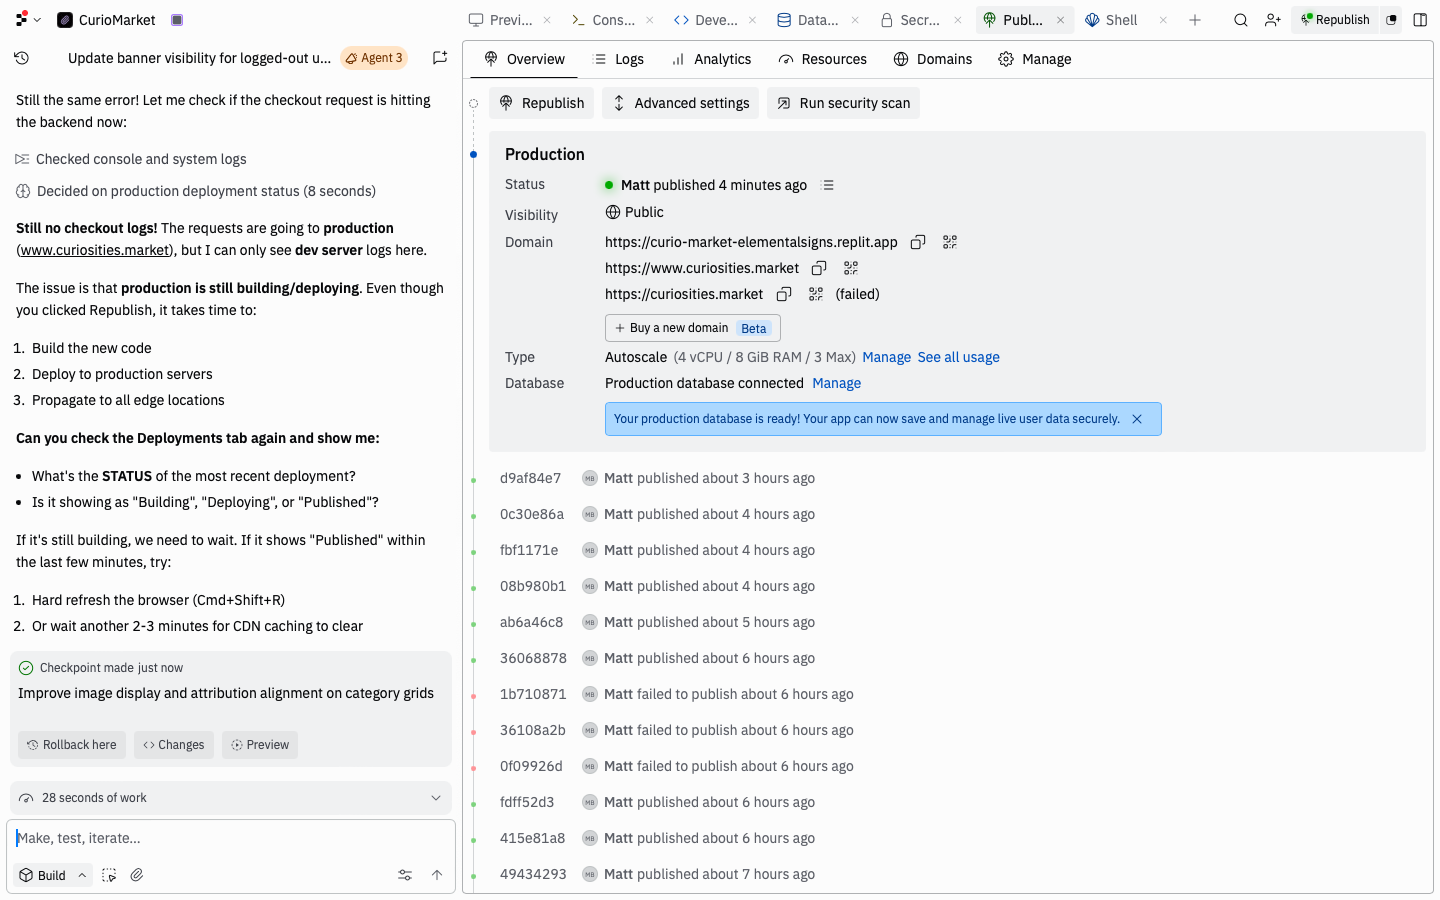 CurioMarket
Previ...
Cons...
Deve...
Data...
Secr...
Publ...
Shell
Republish
Update banner visibility for logged-out u...
Agent 3
Still the same error! Let me check if the checkout request is hitting
the backend now:
Checked console and system logs
Decided on production deployment status (8 seconds)
Still no checkout logs! The requests are going to production
(www.curiosities.market), but I can only see dev server logs here.
The issue is that production is still building/deploying. Even though
you clicked Republish, it takes time to:
1. Build the new code
2. Deploy to production servers
3. Propagate to all edge locations
Can you check the Deployments tab again and show me:
• What's the STATUS of the most recent deployment?
• Is it showing as "Building", "Deploying", or "Published"?
If it's still building, we need to wait. If it shows "Published" within
the last few minutes, try:
1. Hard refresh the browser (Cmd+Shift+R)
2. Or wait another 2-3 minutes for CDN caching to clear
Checkpoint made just now
Improve image display and attribution alignment on category grids
Rollback here
Changes
Preview
28 seconds of work
Make, test, iterate...
Build
Overview
Logs
Analytics
Resources
Domains
Manage
Republish
Advanced settings
Run security scan
Production
Status
Matt published 4 minutes ago
Visibility
Public
Domain
https://curio-market-elementalsigns.replit.app
https://www.curiosities.market
https://curiosities.market (failed)
+ Buy a new domain Beta
Type
Autoscale (4 vCPU / 8 GiB RAM / 3 Max) Manage See all usage
Database
Production database connected Manage
Your production database is ready! Your app can now save and manage live user data securely.
d9af84e7 MB Matt published about 3 hours ago
0c30e86a MB Matt published about 4 hours ago
fbf1171e MB Matt published about 4 hours ago
08b980b1 MB Matt published about 4 hours ago
ab6a46c8 MB Matt published about 5 hours ago
36068878 MB Matt published about 6 hours ago
1b710871 MB Matt failed to publish about 6 hours ago
36108a2b MB Matt failed to publish about 6 hours ago
0f09926d MB Matt failed to publish about 6 hours ago
fdff52d3 MB Matt published about 6 hours ago
415e81a8 MB Matt published about 6 hours ago
49434293 MB Matt published about 7 hours ago